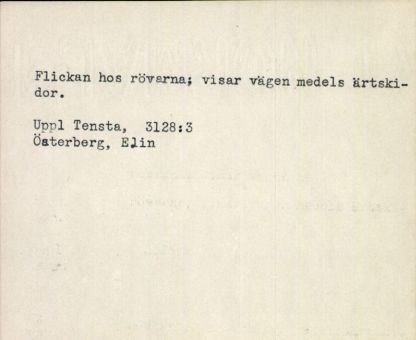 Flickan hos rövarna; visar vägen medels ärtski-
dor.
Uppl Tensta, 3128:3
Österberg, Elin